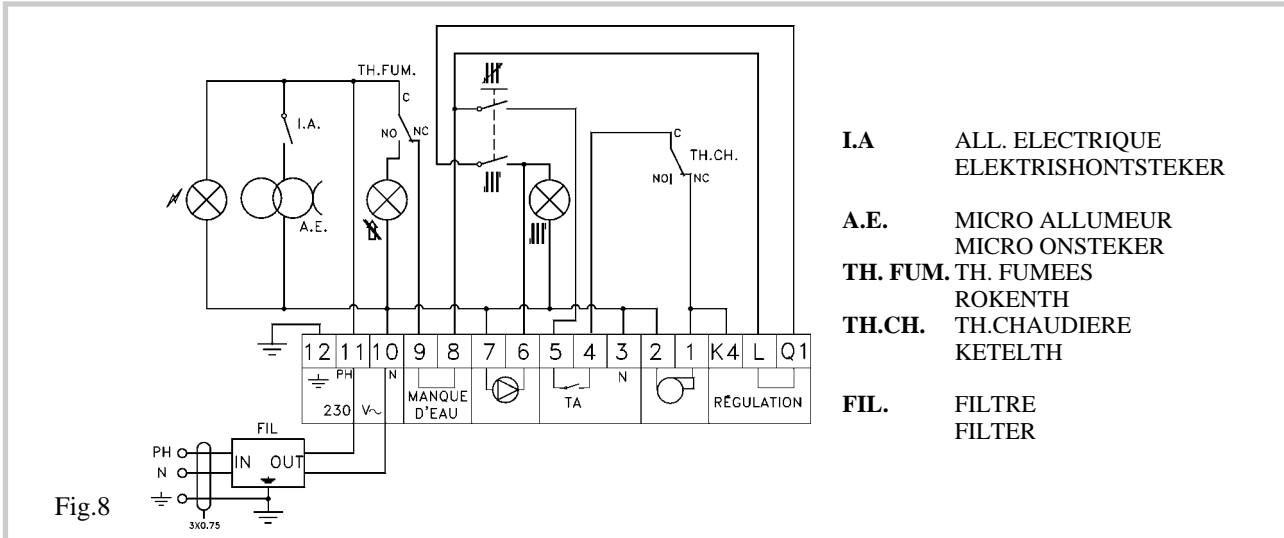 TH.FUM.
C
I.A.
NO NC
A.E.
C
TH.CH.
NO NC
I.A ALL. ELECTRIQUE
ELEKTRISHONTSTEKER
A.E. MICRO ALLUMEUR
MICRO ONSTEKER
TH. FUM. TH. FUMEES
ROKENTH
TH.CH. TH.CHAUDIERE
KETELTH
FIL. FILTRE
FILTER
12 11 10 9 8 7 6 5 4 3 2 1 K4 L Q1
PH N
230 V~
MANQUE
D'EAU
TA
N
RÉGULATION
FIL
PH
IN OUT
N
3X0.75
Fig.8